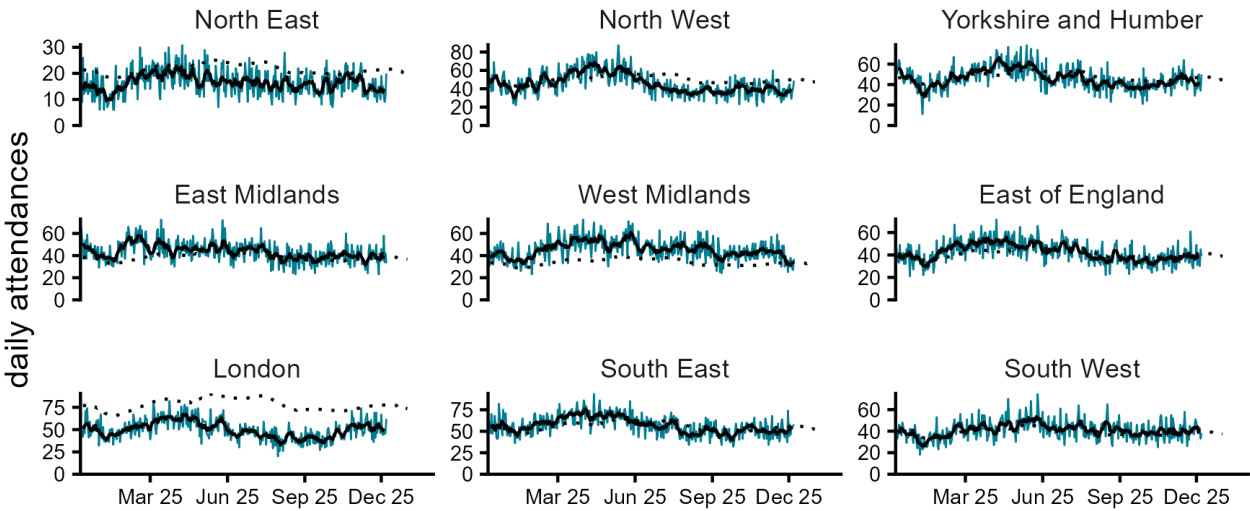 North East
North West
Yorkshire and Humber
30
20
10
0
80
60
40
20
0
60
40
20
0
daily attendances
East Midlands
West Midlands
East of England
60
40
20
0
60
40
20
0
60
40
20
0
London
South East
South West
75
50
25
0
75
50
25
0
60
40
20
0
Mar 25 Jun 25 Sep 25 Dec 25
Mar 25 Jun 25 Sep 25 Dec 25
Mar 25 Jun 25 Sep 25 Dec 25